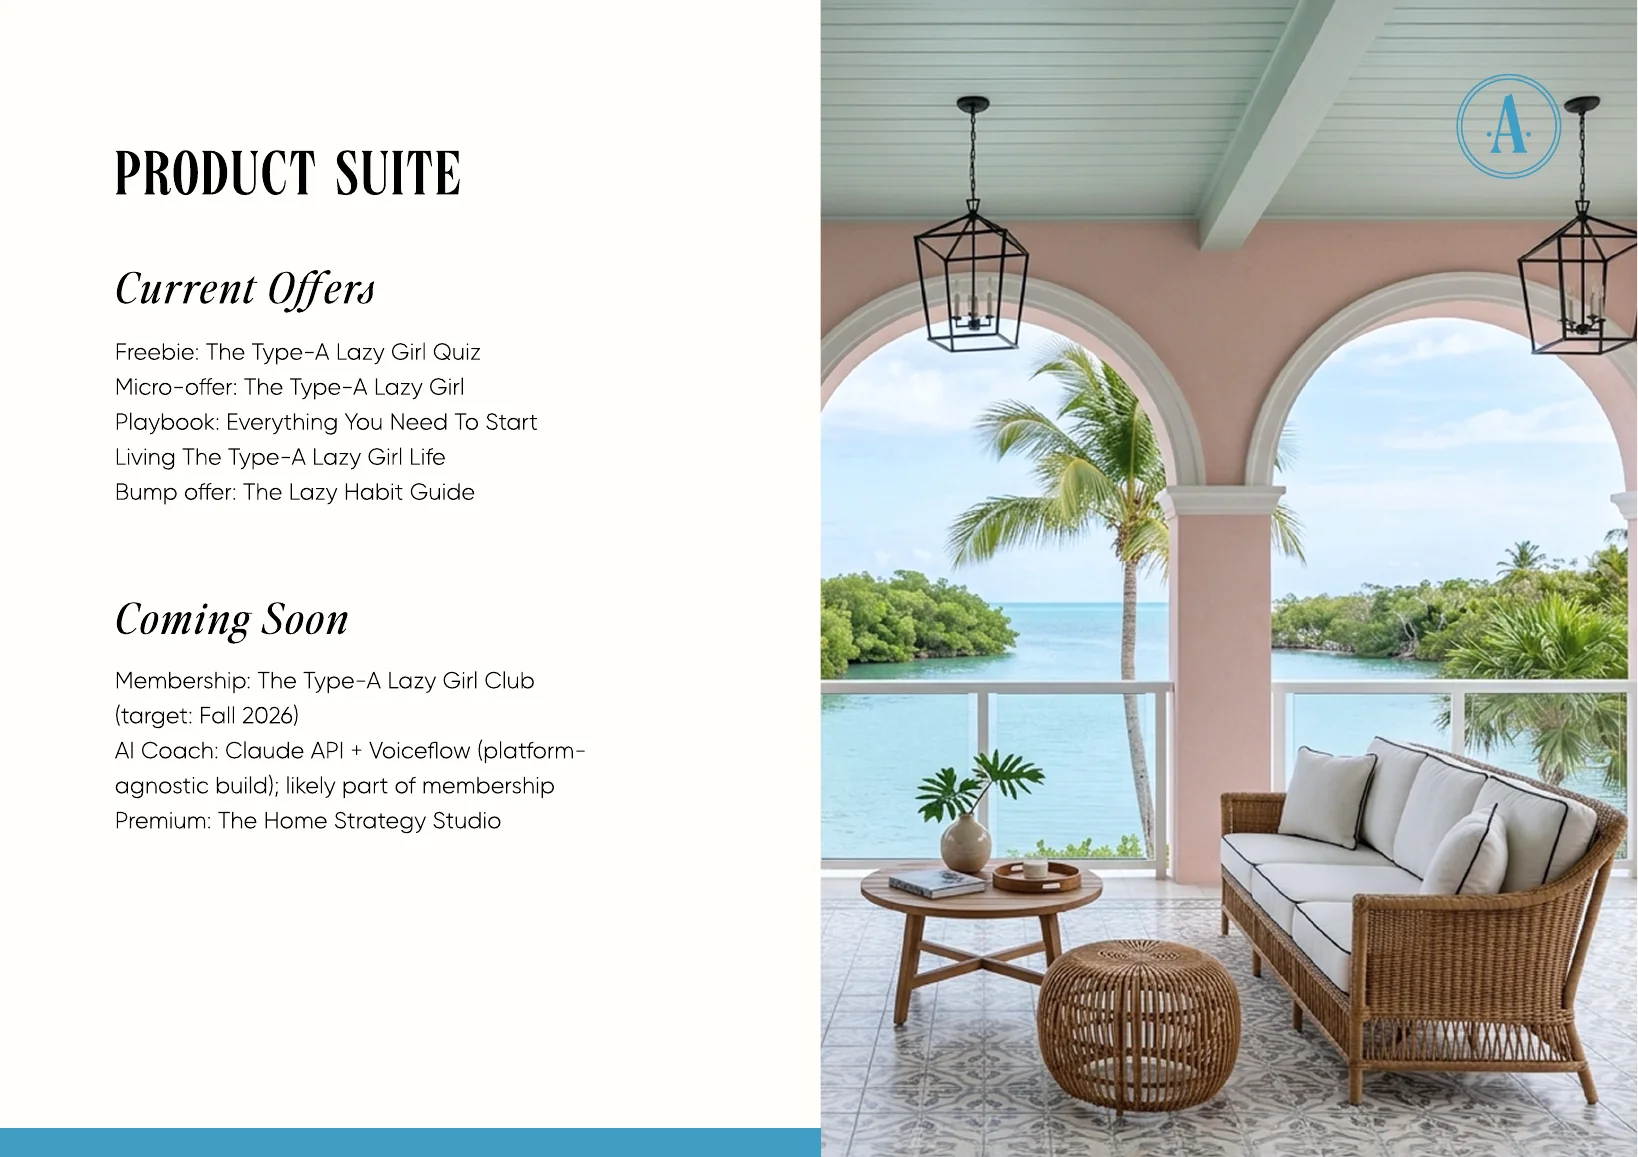 PRODUCT SUITE
Current Offers
Freebie: The Type-A Lazy Girl Quiz
Micro-offer: The Type-A Lazy Girl
Playbook: Everything You Need To Start
Living The Type-A Lazy Girl Life
Bump offer: The Lazy Habit Guide
Coming Soon
Membership: The Type-A Lazy Girl Club
(target: Fall 2026)
AI Coach: Claude API + Voiceflow (platform-
agnostic build); likely part of membership
Premium: The Home Strategy Studio
·A·